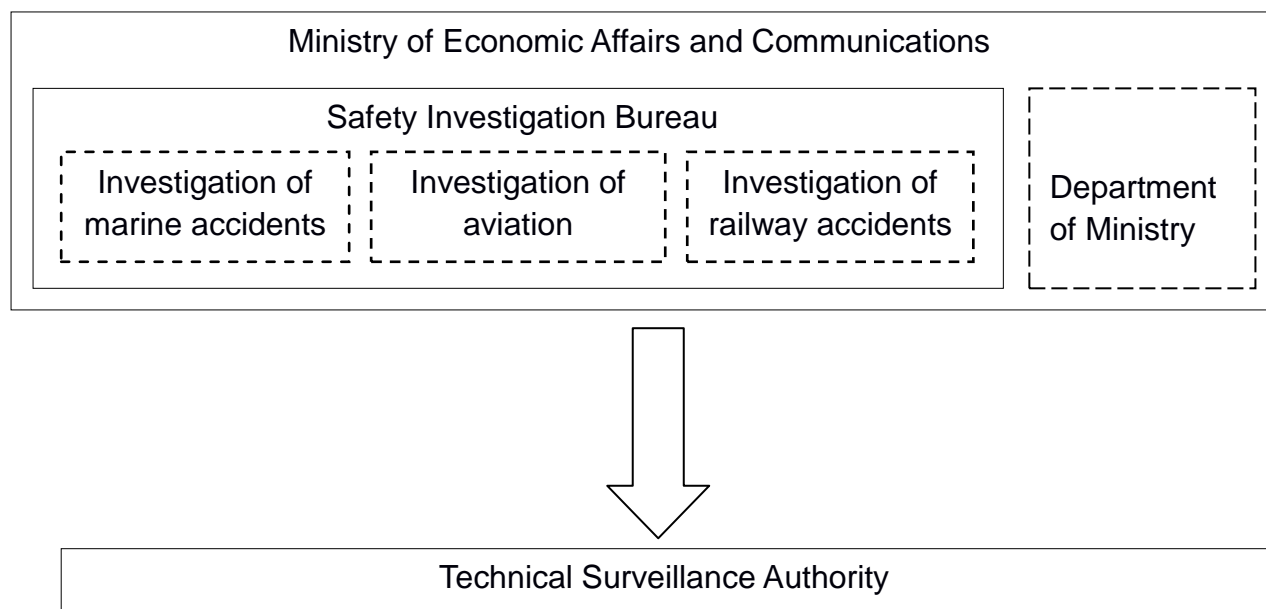 Ministry of Economic Affairs and Communications
Safety Investigation Bureau
Investigation of
marine accidents
Investigation of
aviation
Investigation of
railway accidents
Department
of Ministry
Technical Surveillance Authority